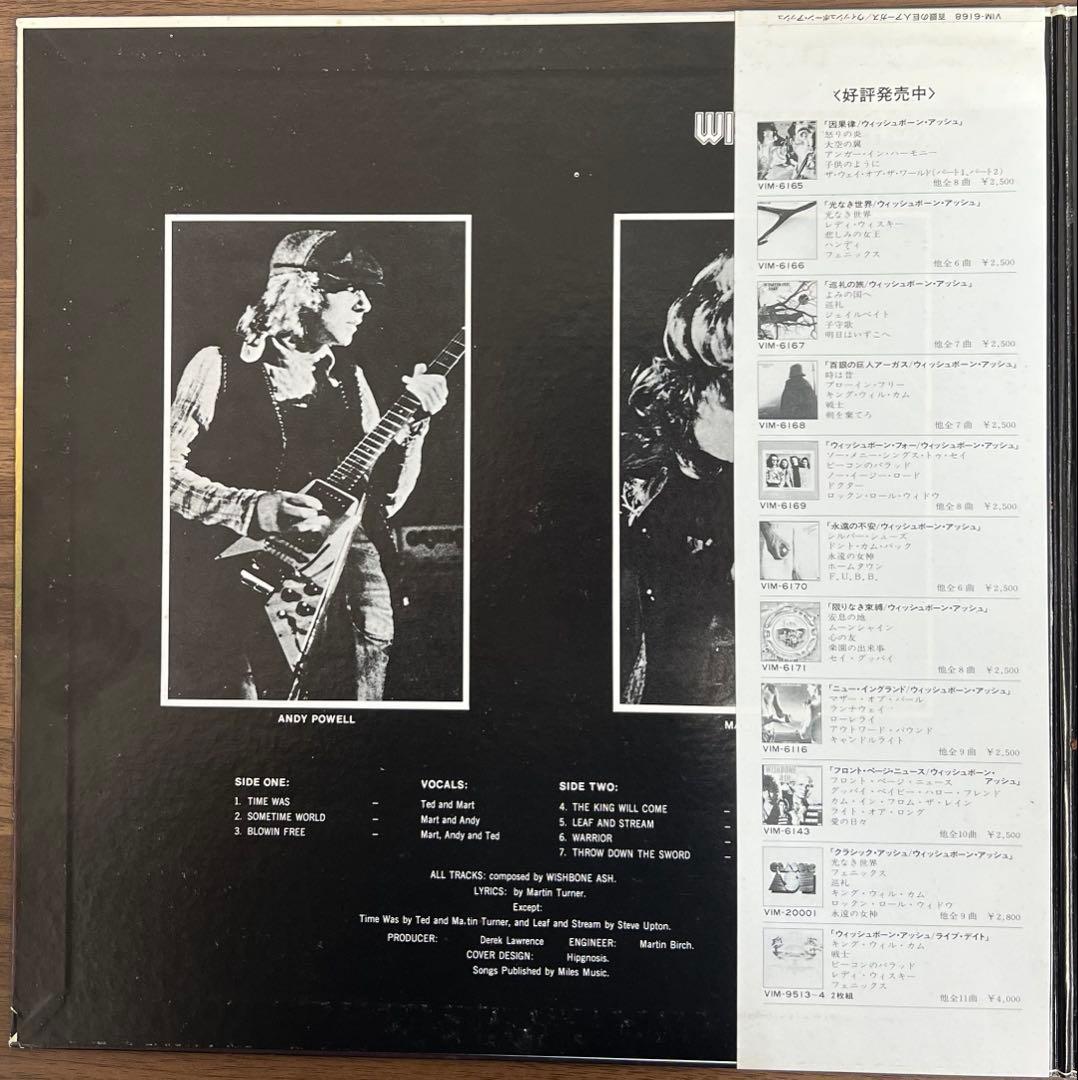 VIM-6168 百眼の巨人アーガス/ウィッシュボーン・アッシュ
WI
ANDY POWELL
MA
SIDE ONE:
1. TIME WAS –
2. SOMETIME WORLD –
3. BLOWIN FREE –
VOCALS:
Ted and Mart
Mart and Andy
Mart, Andy and Ted
SIDE TWO:
4. THE KING WILL COME –
5. LEAF AND STREAM –
6. WARRIOR –
7. THROW DOWN THE SWORD –
ALL TRACKS: composed by WISHBONE ASH.
LYRICS: by Martin Turner.
Except:
Time Was by Ted and Ma.tin Turner, and Leaf and Stream by Steve Upton.
PRODUCER: Derek Lawrence ENGINEER: Martin Birch.
COVER DESIGN: Hipgnosis.
Songs Published by Miles Music.
〈好評発売中〉
「因果律/ウィッシュボーン・アッシュ」
怒りの炎
大空の翼
アンガー・イン・ハーモニー
子供のように
ザ・ウェイ・オブ・ザ・ワールド(パート1、パート2)
VIM-6165 他全8曲 ¥2,500
「光なき世界/ウィッシュボーン・アッシュ」
光なき世界
レディ・ウィスキー
悲しみの女王
ハンディ
フェニックス
VIM-6166 他全6曲 ¥2,500
「巡礼の旅/ウィッシュボーン・アッシュ」
よみの国へ
巡礼
ジェイルベイト
子守歌
明日はいずこへ
VIM-6167 他全7曲 ¥2,500
「百眼の巨人アーガス/ウィッシュボーン・アッシュ」
時は昔
ブローイン・フリー
キング・ウィル・カム
戦士
剣を棄てろ
VIM-6168 他全7曲 ¥2,500
「ウィッシュボーン・フォー/ウィッシュボーン・アッシュ」
ソー・メニー・シングス・トゥ・セイ
ビーコンのバラッド
ノー・イージー・ロード
ドクター
ロックン・ロール・ウィドウ
VIM-6169 他全8曲 ¥2,500
「永遠の不安/ウィッシュボーン・アッシュ」
シルバー・シューズ
ドント・カム・バック
永遠の女神
ホームタウン
F.U.B.B.
VIM-6170 他全6曲 ¥2,500
「限りなき束縛/ウィッシュボーン・アッシュ」
安息の地
ムーンシャイン
心の友
楽園の出来事
セイ・グッバイ
VIM-6171 他全8曲 ¥2,500
「ニュー・イングランド/ウィッシュボーン・アッシュ」
マザー・オブ・パール
ランナウェイ
ローレライ
アウトワード・バウンド
キャンドルライト
VIM-6116 他全9曲 ¥2,500
「フロント・ページ・ニュース/ウィッシュボーン・
アッシュ」
フロント・ページ・ニュース
グッバイ・ベイビー・ハロー・フレンド
カム・イン・フロム・ザ・レイン
ライト・オア・ロング
愛の日々
VIM-6143 他全10曲 ¥2,500
「クラシック・アッシュ/ウィッシュボーン・アッシュ」
光なき世界
フェニックス
巡礼
キング・ウィル・カム
ロックン・ロール・ウィドウ
永遠の女神
VIM-20001 他全9曲 ¥2,800
「ウィッシュボーン・アッシュ/ライブ・デイト」
キング・ウィル・カム
戦士
ビーコンのバラッド
レディ・ウィスキー
フェニックス
VIM-9513~4 2枚組 他全11曲 ¥4,000